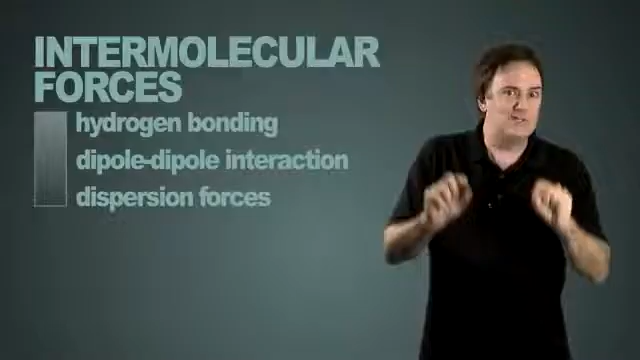 INTERMOLECULAR
FORCES
hydrogen bonding
dipole-dipole interaction
dispersion forces